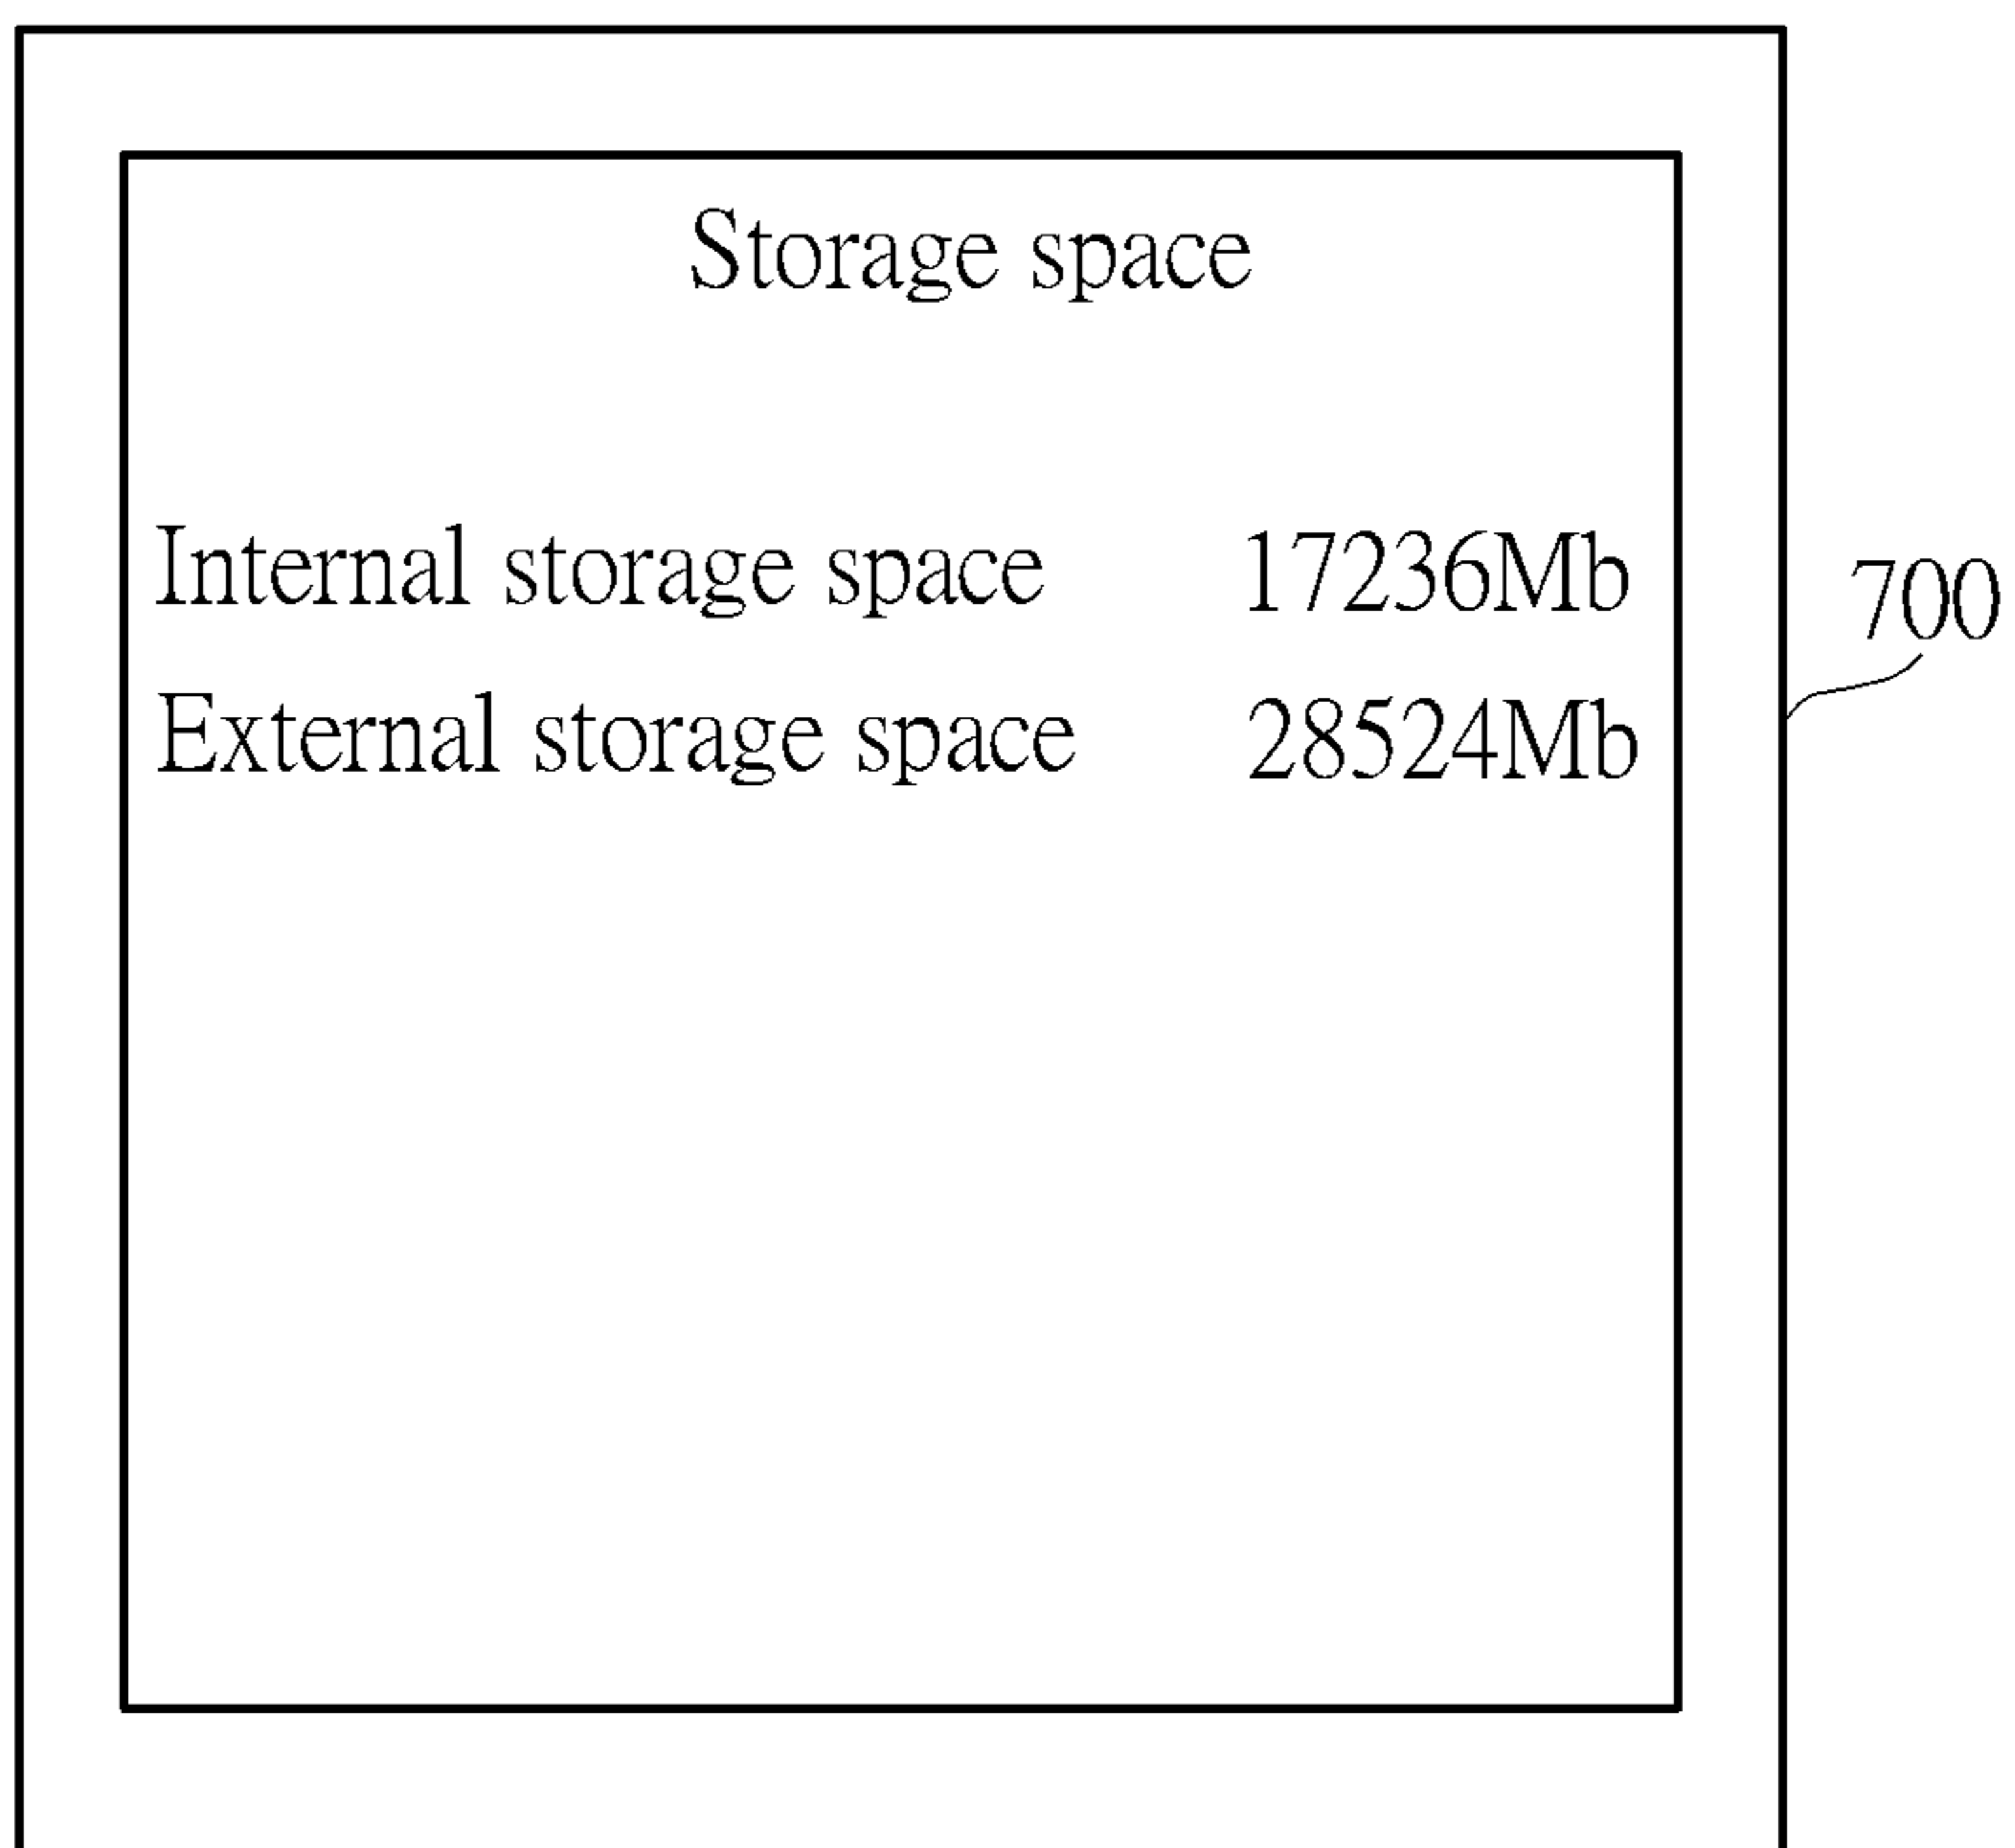 Storage space
Internal storage space 17236Mb
700
External storage space 28524Mb